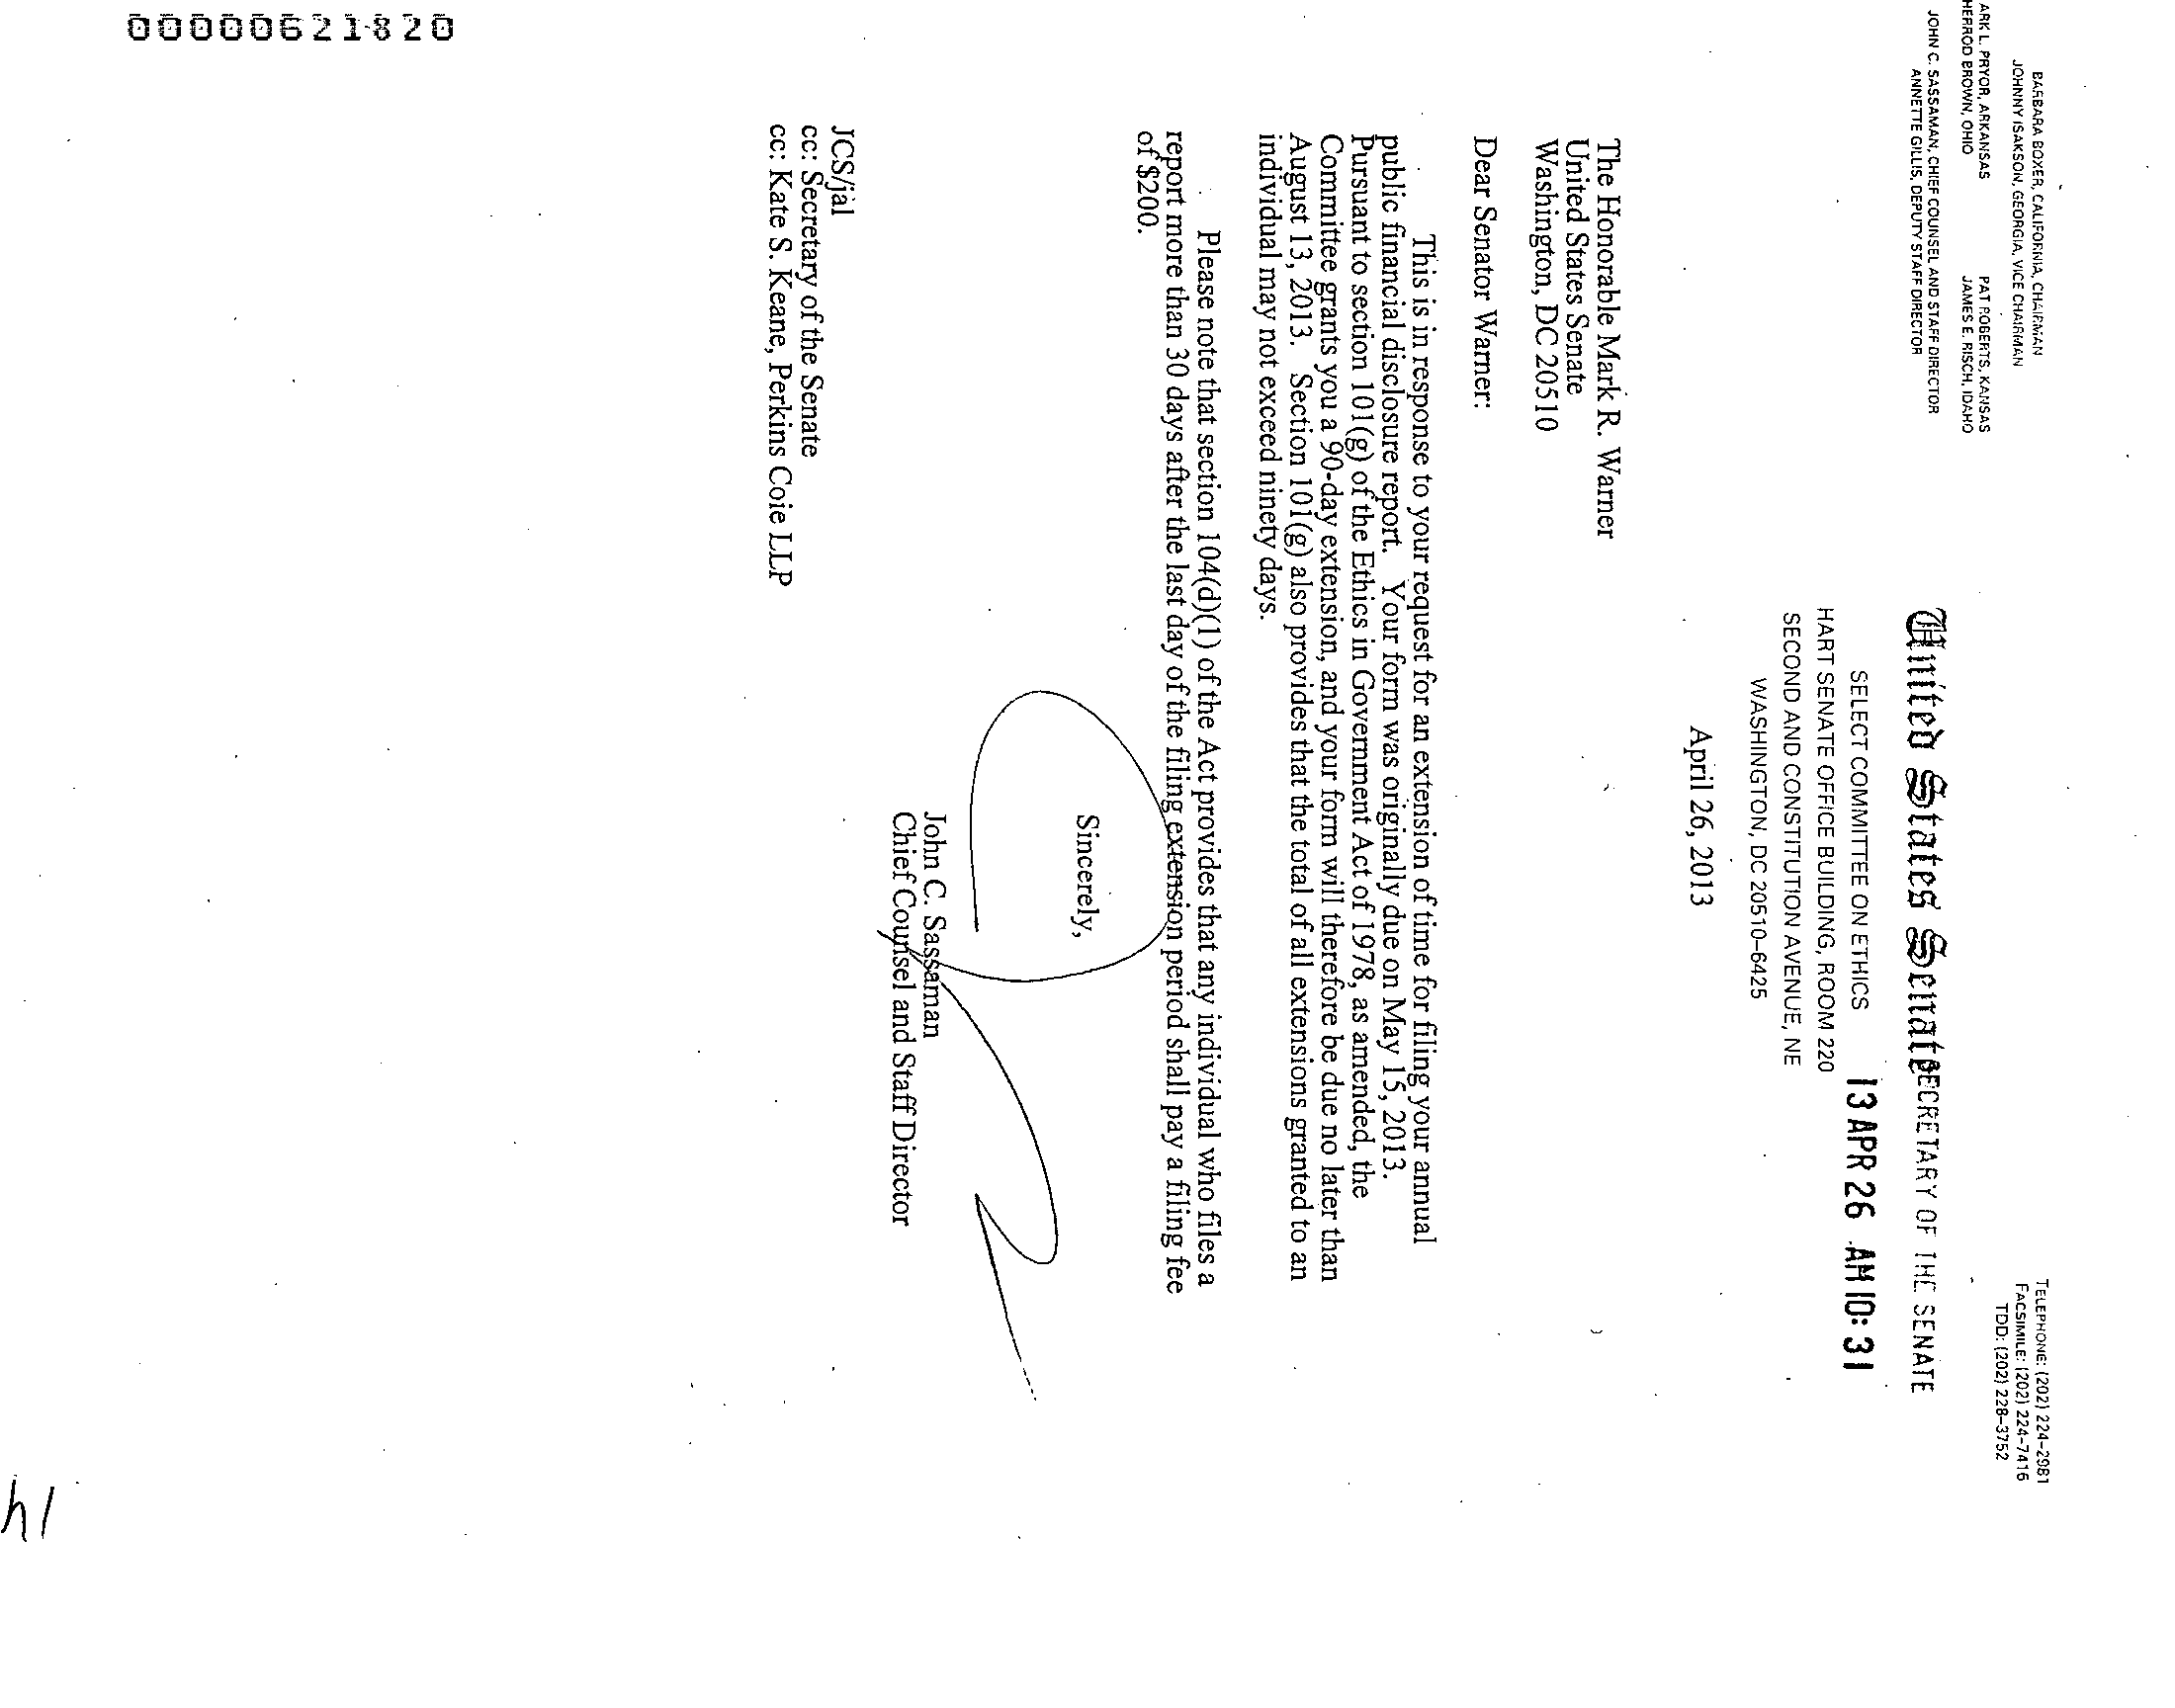 BARBARA BOXER, CALIFORNIA, CHAIRMAN
JOHNNY ISAKSON, GEORGIA, VICE CHAIRMAN
ARK L. PRYOR, ARKANSAS PAT ROBERTS, KANSAS
HERROD BROWN, OHIO JAMES E. RISCH, IDAHO
JOHN C. SASSAMAN, CHIEF COUNSEL AND STAFF DIRECTOR
ANNETTE GILLIS, DEPUTY STAFF DIRECTOR
TELEPHONE: (202) 224–2981
FACSIMILE: (202) 224–7416
TDD: (202) 228–3752
United States Senate
SECRETARY OF THE SENATE
13 APR 26 AM 10: 31
SELECT COMMITTEE ON ETHICS
HART SENATE OFFICE BUILDING, ROOM 220
SECOND AND CONSTITUTION AVENUE, NE
WASHINGTON, DC 20510–6425
April 26, 2013
The Honorable Mark R. Warner
United States Senate
Washington, DC 20510
Dear Senator Warner:
This is in response to your request for an extension of time for filing your annual
public financial disclosure report. Your form was originally due on May 15, 2013.
Pursuant to section 101(g) of the Ethics in Government Act of 1978, as amended, the
Committee grants you a 90-day extension, and your form will therefore be due no later than
August 13, 2013. Section 101(g) also provides that the total of all extensions granted to an
individual may not exceed ninety days.
Please note that section 104(d)(1) of the Act provides that any individual who files a
report more than 30 days after the last day of the filing extension period shall pay a filing fee
of $200.
Sincerely,
John C. Sassaman
Chief Counsel and Staff Director
JCS/jal
cc: Secretary of the Senate
cc: Kate S. Keane, Perkins Coie LLP
00000621820